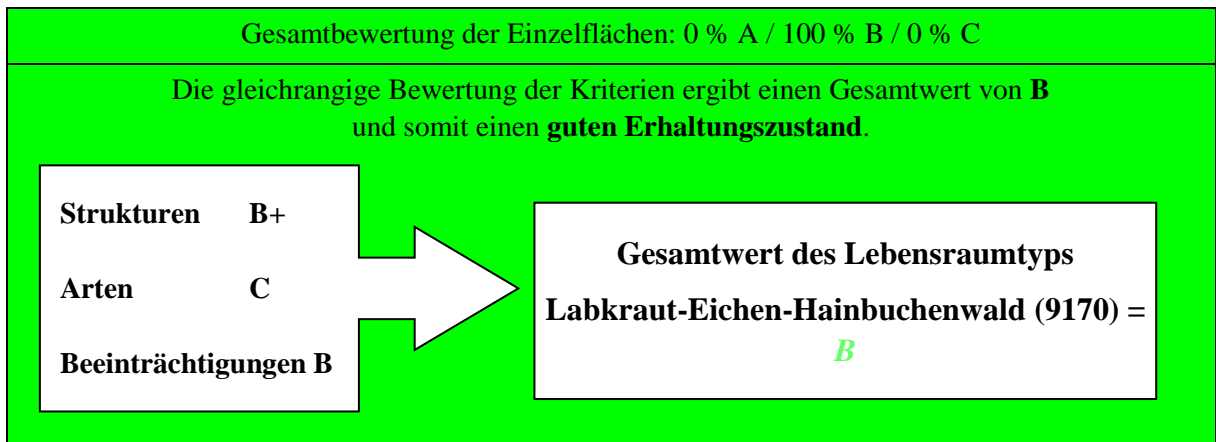 Gesamtbewertung der Einzelflächen: 0 % A / 100 % B / 0 % C
Die gleichrangige Bewertung der Kriterien ergibt einen Gesamtwert von B
und somit einen guten Erhaltungszustand.
Strukturen B+
Arten C
Beeinträchtigungen B
Gesamtwert des Lebensraumtyps
Labkraut-Eichen-Hainbuchenwald (9170) =
B